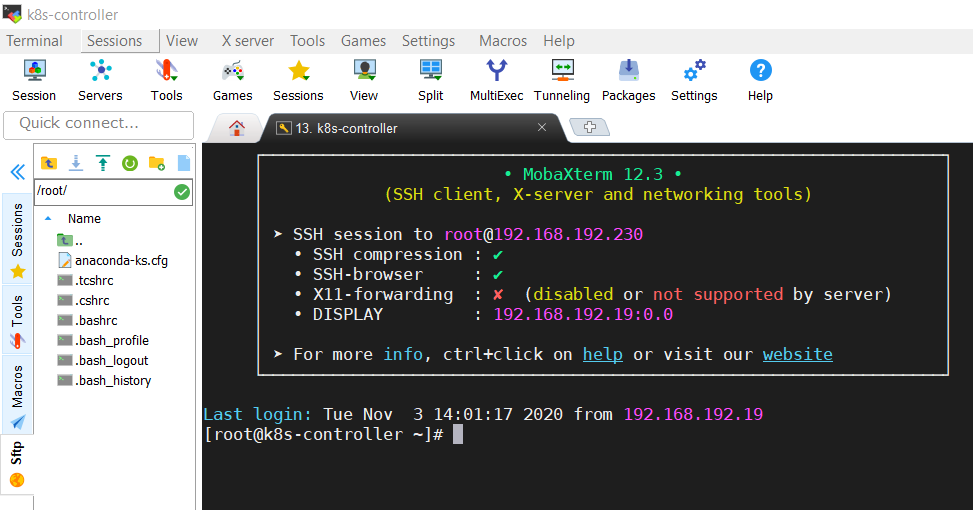 k8s-controller
Terminal Sessions View X server Tools Games Settings Macros Help
Session Servers Tools Games Sessions View Split MultiExec Tunneling Packages Settings Help
Quick connect...
13. k8s-controller
/root/
Name
..
anaconda-ks.cfg
.tcshrc
.cshrc
.bashrc
.bash_profile
.bash_logout
.bash_history
Sessions
Tools
Macros
Sftp
• MobaXterm 12.3 •
(SSH client, X-server and networking tools)
➤ SSH session to root@192.168.192.230
• SSH compression : ✔
• SSH-browser : ✔
• X11-forwarding : ✘ (disabled or not supported by server)
• DISPLAY : 192.168.192.19:0.0
➤ For more info, ctrl+click on help or visit our website
Last login: Tue Nov  3 14:01:17 2020 from 192.168.192.19
[root@k8s-controller ~]#